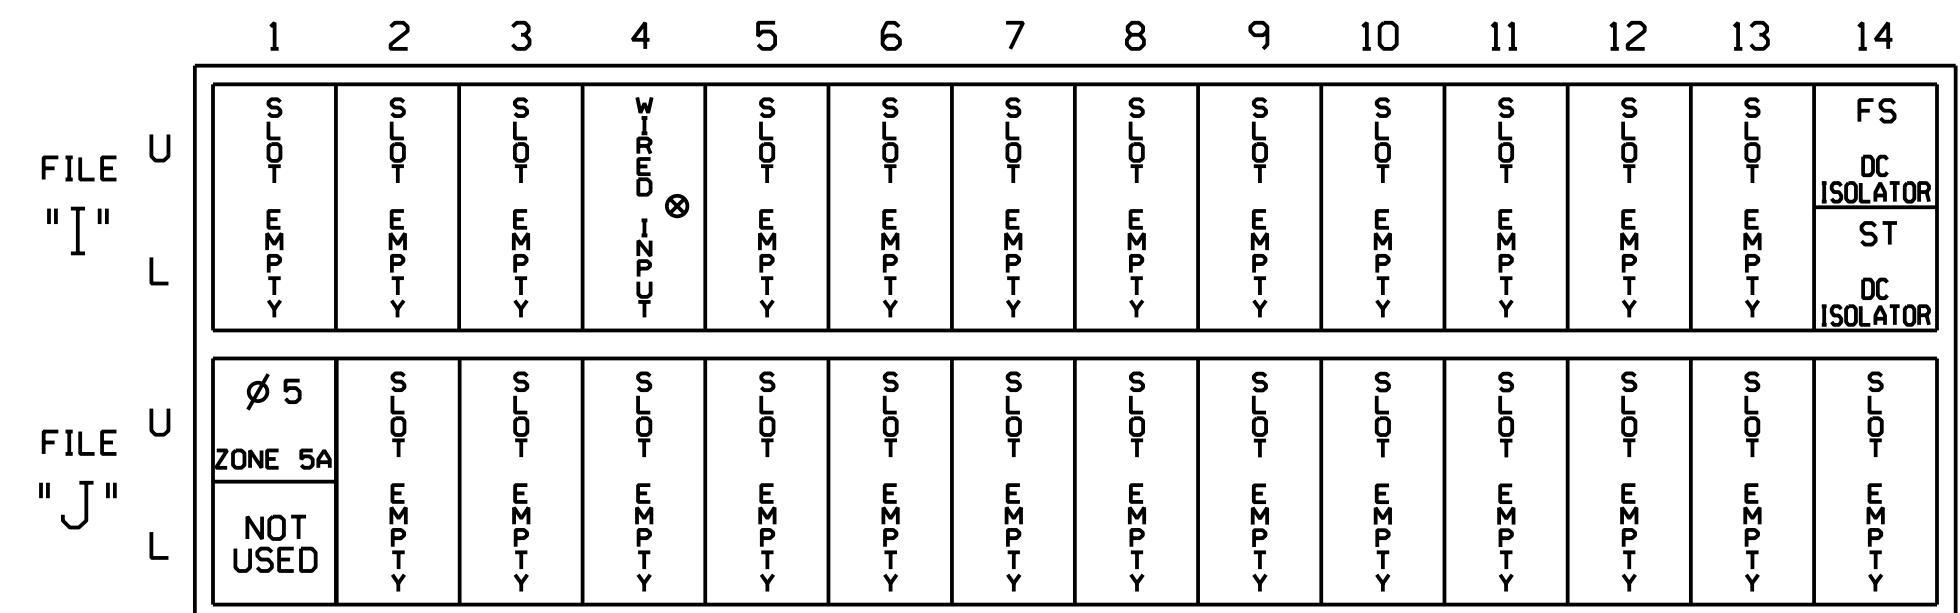 1 2 3 4 5 6 7 8 9 10 11 12 13 14
FILE
"I"
U
L
SLOT EMPTY
SLOT EMPTY
SLOT EMPTY
WIRED INPUT
SLOT EMPTY
SLOT EMPTY
SLOT EMPTY
SLOT EMPTY
SLOT EMPTY
SLOT EMPTY
SLOT EMPTY
SLOT EMPTY
SLOT EMPTY
FS
DC
ISOLATOR
ST
DC
ISOLATOR
FILE
"J"
U
L
Ø 5
ZONE 5A
NOT
USED
SLOT EMPTY
SLOT EMPTY
SLOT EMPTY
SLOT EMPTY
SLOT EMPTY
SLOT EMPTY
SLOT EMPTY
SLOT EMPTY
SLOT EMPTY
SLOT EMPTY
SLOT EMPTY
SLOT EMPTY
SLOT EMPTY